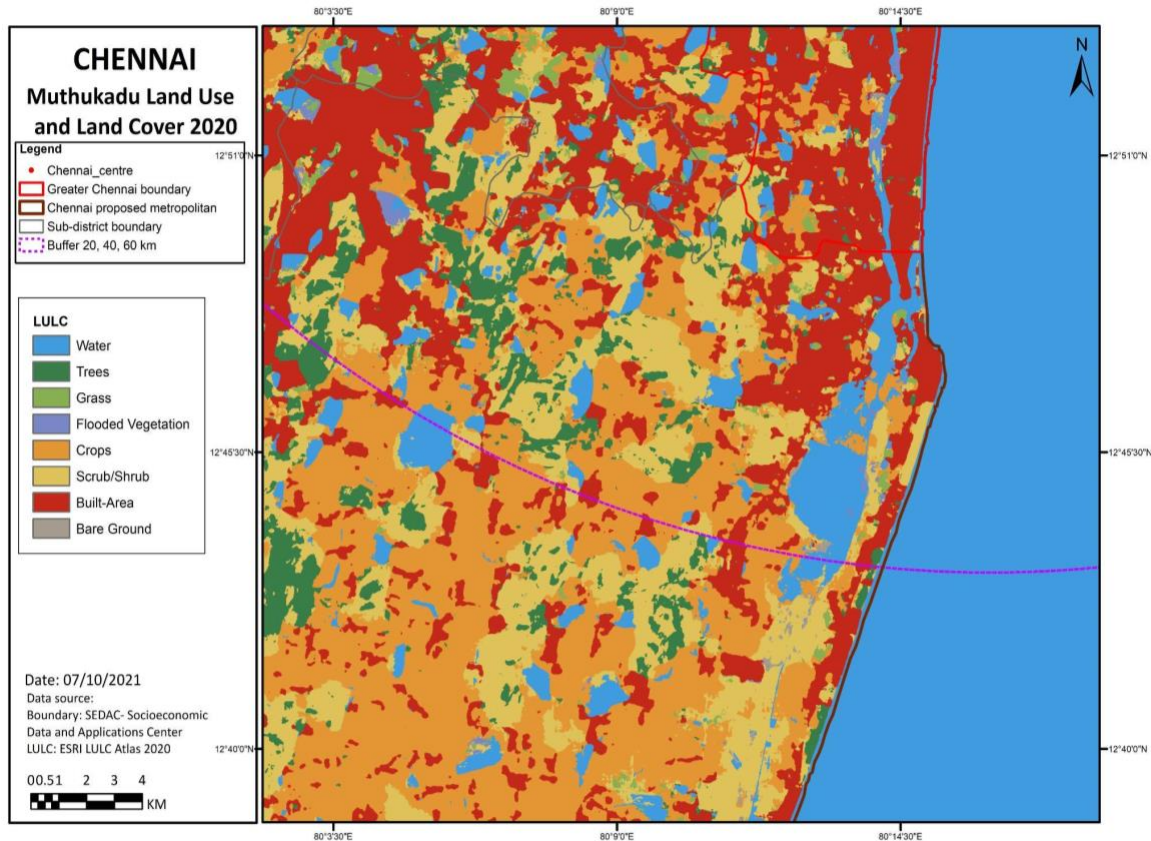 CHENNAI
Muthukadu Land Use
and Land Cover 2020
Legend
Chennai_centre
Greater Chennai boundary
Chennai proposed metropolitan
Sub-district boundary
Buffer 20, 40, 60 km
LULC
Water
Trees
Grass
Flooded Vegetation
Crops
Scrub/Shrub
Built-Area
Bare Ground
Date: 07/10/2021
Data source:
Boundary: SEDAC- Socioeconomic
Data and Applications Center
LULC: ESRI LULC Atlas 2020
00.51 2 3 4
KM
80°3'30"E 80°9'0"E 80°14'30"E
N
12°51'0"N 12°51'0"N
12°45'30"N 12°45'30"N
12°40'0"N 12°40'0"N
80°3'30"E 80°9'0"E 80°14'30"E